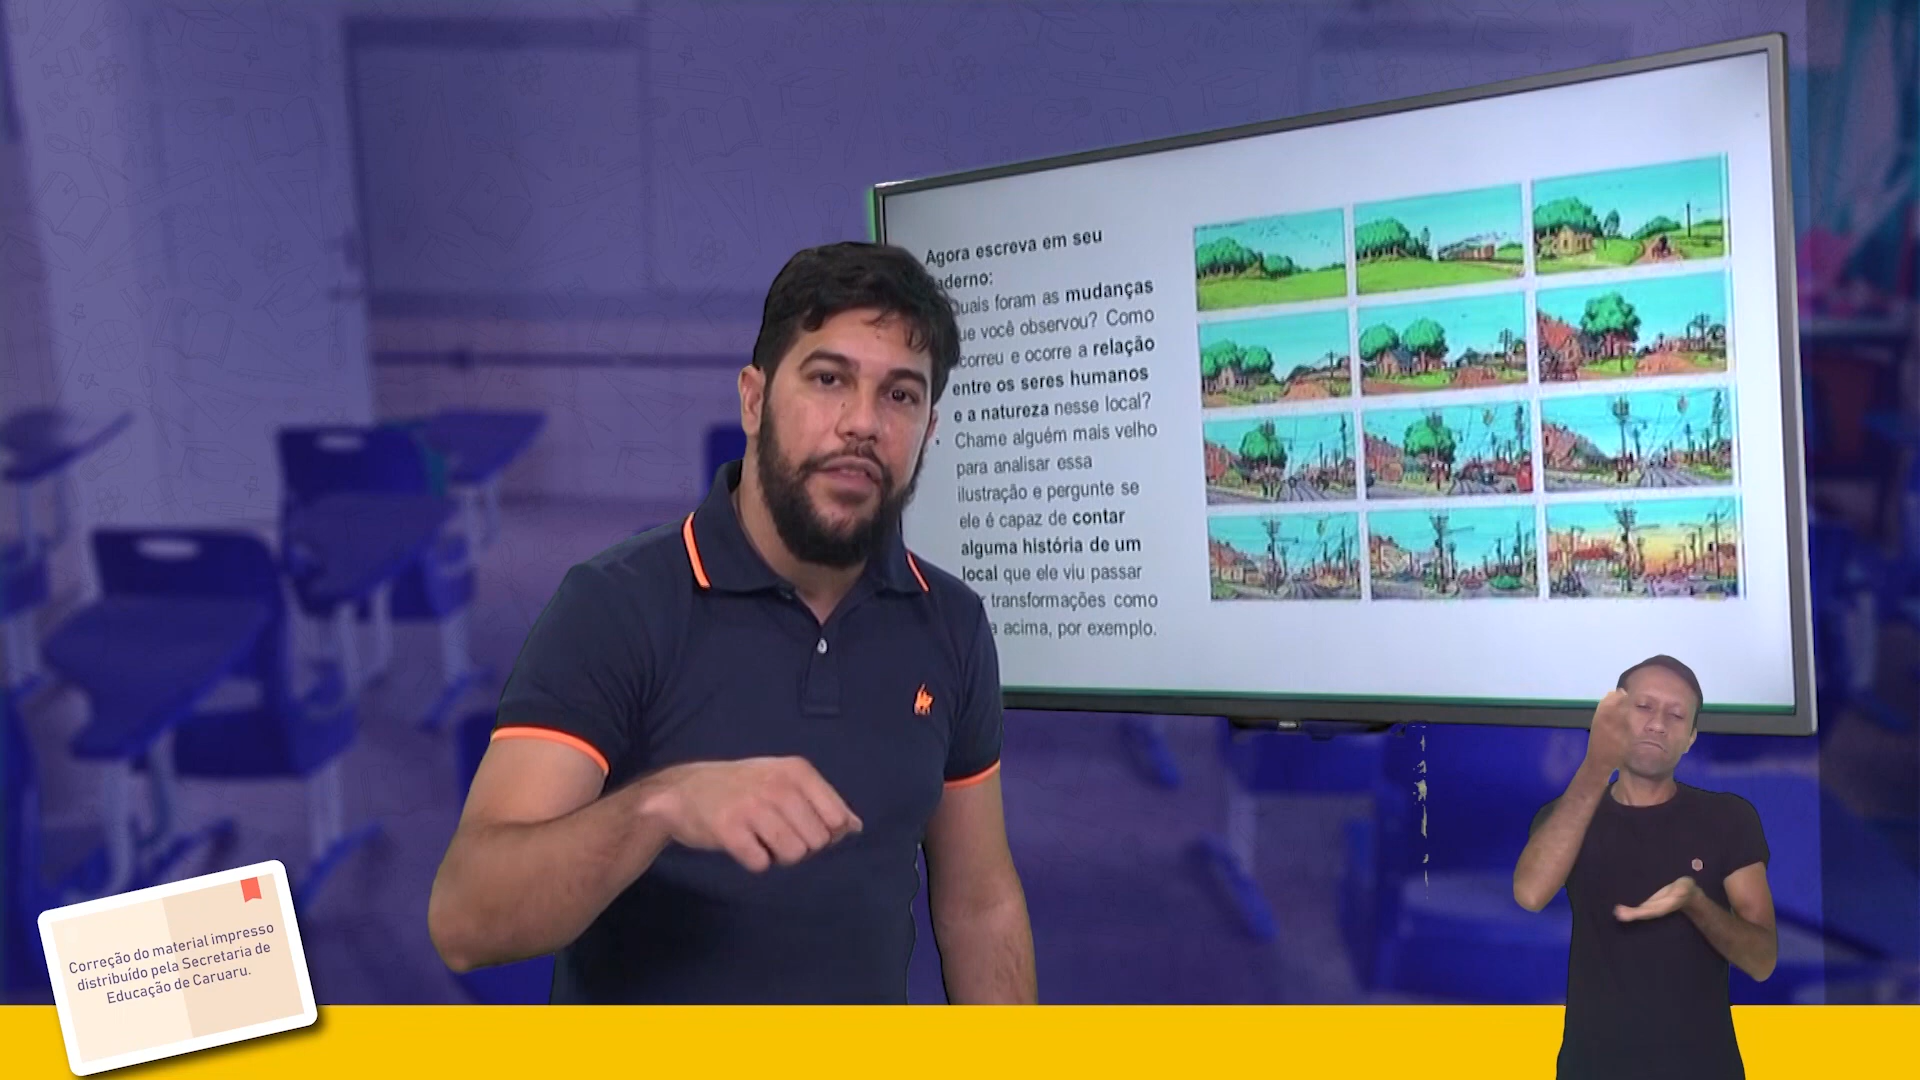 Agora escreva em seu
aderno:
uais foram as mudanças
ue você observou? Como
correu e ocorre a relação
entre os seres humanos
e a natureza nesse local?
• Chame alguém mais velho
para analisar essa
ilustração e pergunte se
ele é capaz de contar
alguma história de um
local que ele viu passar
r transformações como
a acima, por exemplo.
Correção do material impresso
distribuído pela Secretaria de
Educação de Caruaru.